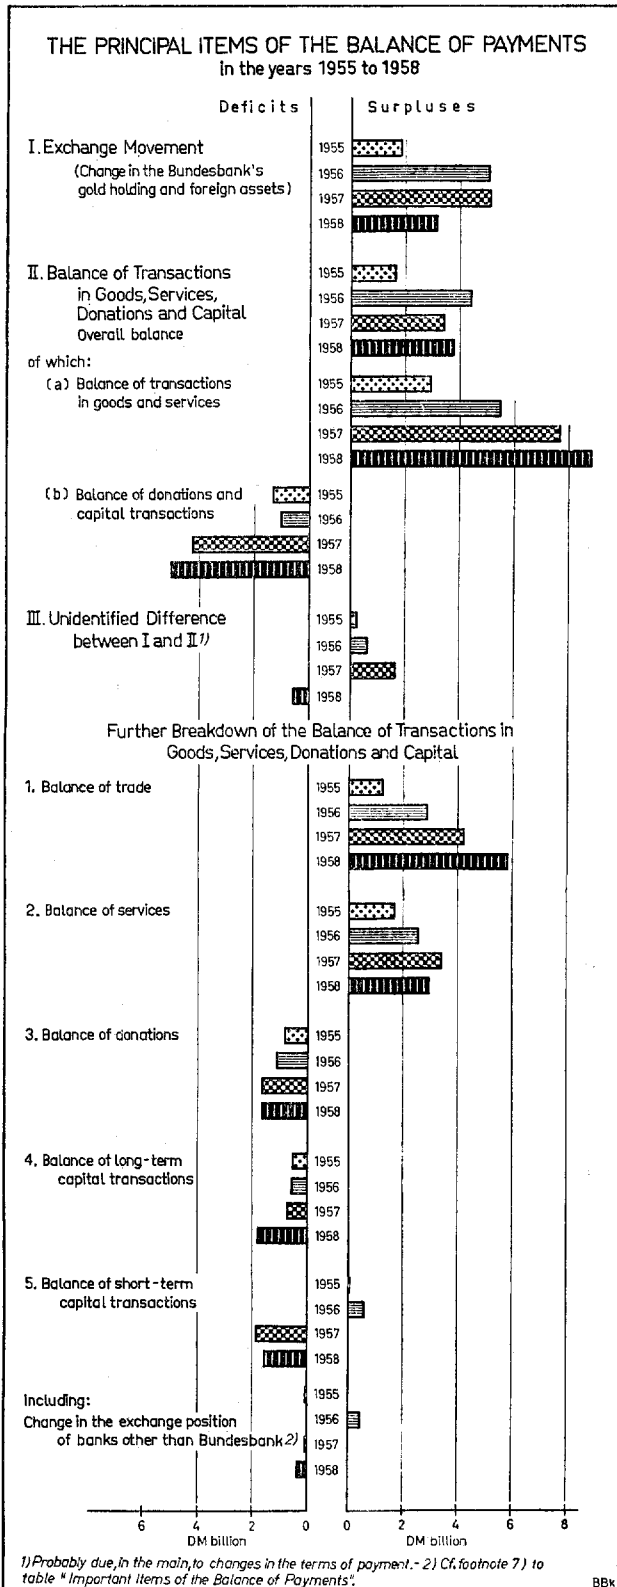 THE PRINCIPAL ITEMS OF THE BALANCE OF PAYMENTS
in the years 1955 to 1958
Deficits Surpluses
I. Exchange Movement
(Change in the Bundesbank's
gold holding and foreign assets)
1955
1956
1957
1958
II. Balance of Transactions
in Goods, Services,
Donations and Capital
Overall balance
1955
1956
1957
1958
of which:
(a) Balance of transactions
in goods and services
1955
1956
1957
1958
(b) Balance of donations and
capital transactions
1955
1956
1957
1958
III. Unidentified Difference
between I and II 1)
1955
1956
1957
1958
Further Breakdown of the Balance of Transactions in
Goods, Services, Donations and Capital
1. Balance of trade
1955
1956
1957
1958
2. Balance of services
1955
1956
1957
1958
3. Balance of donations
1955
1956
1957
1958
4. Balance of long-term
capital transactions
1955
1956
1957
1958
5. Balance of short-term
capital transactions
1955
1956
1957
1958
Including:
Change in the exchange position
of banks other than Bundesbank 2)
1955
1956
1957
1958
6 4 2 0 0 2 4 6 8
DM billion DM billion
1) Probably due, in the main, to changes in the terms of payment.- 2) Cf. footnote 7) to
table "Important Items of the Balance of Payments".
BBk